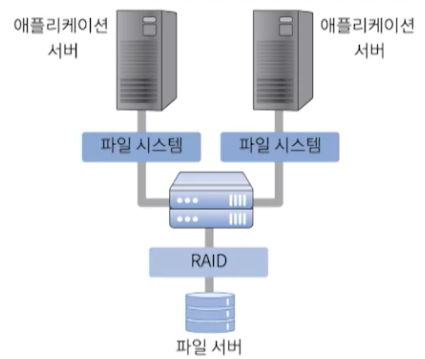 애플리케이션
서버
애플리케이션
서버
파일 시스템
파일 시스템
RAID
파일 서버